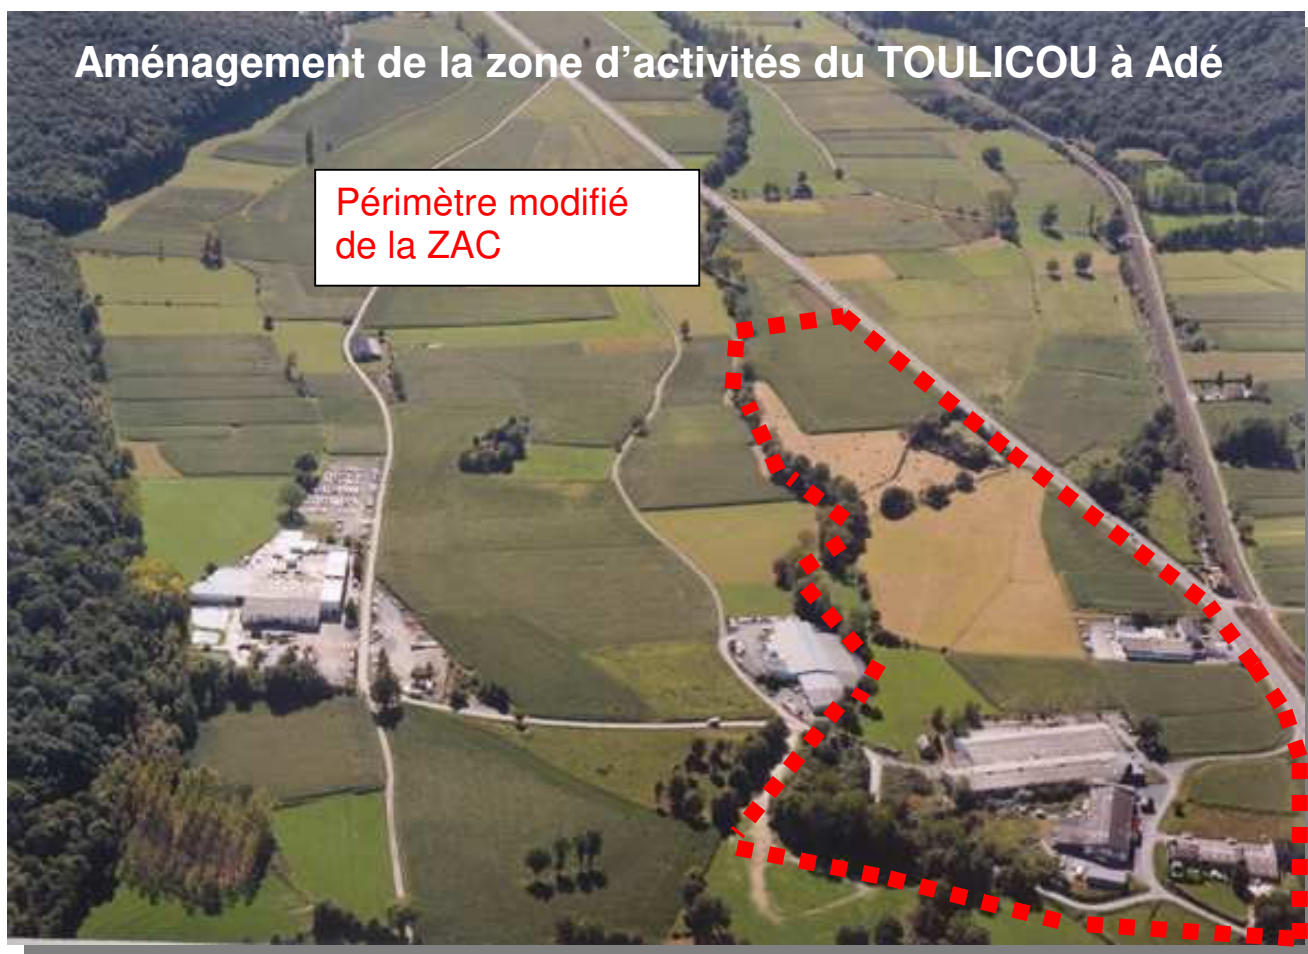 Aménagement de la zone d'activités du TOULICOU à Adé
Périmètre modifié
de la ZAC